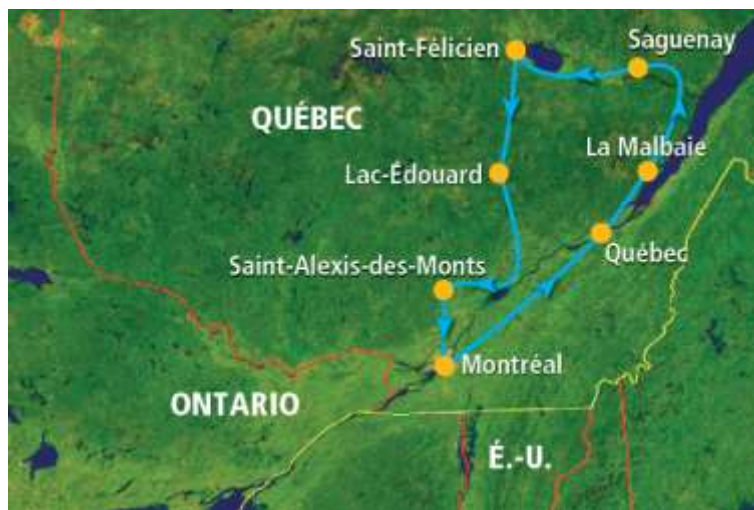 Saint-Félicien
Saguenay
QUÉBEC
La Malbaie
Lac-Édouard
Québec
Saint-Alexis-des-Monts
Montréal
ONTARIO
É.-U.